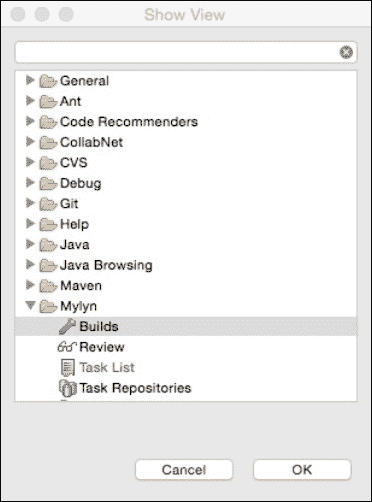 Show View
General
Ant
Code Recommenders
CollabNet
CVS
Debug
Git
Help
Java
Java Browsing
Maven
Mylyn
Builds
Review
Task List
Task Repositories
Cancel
OK